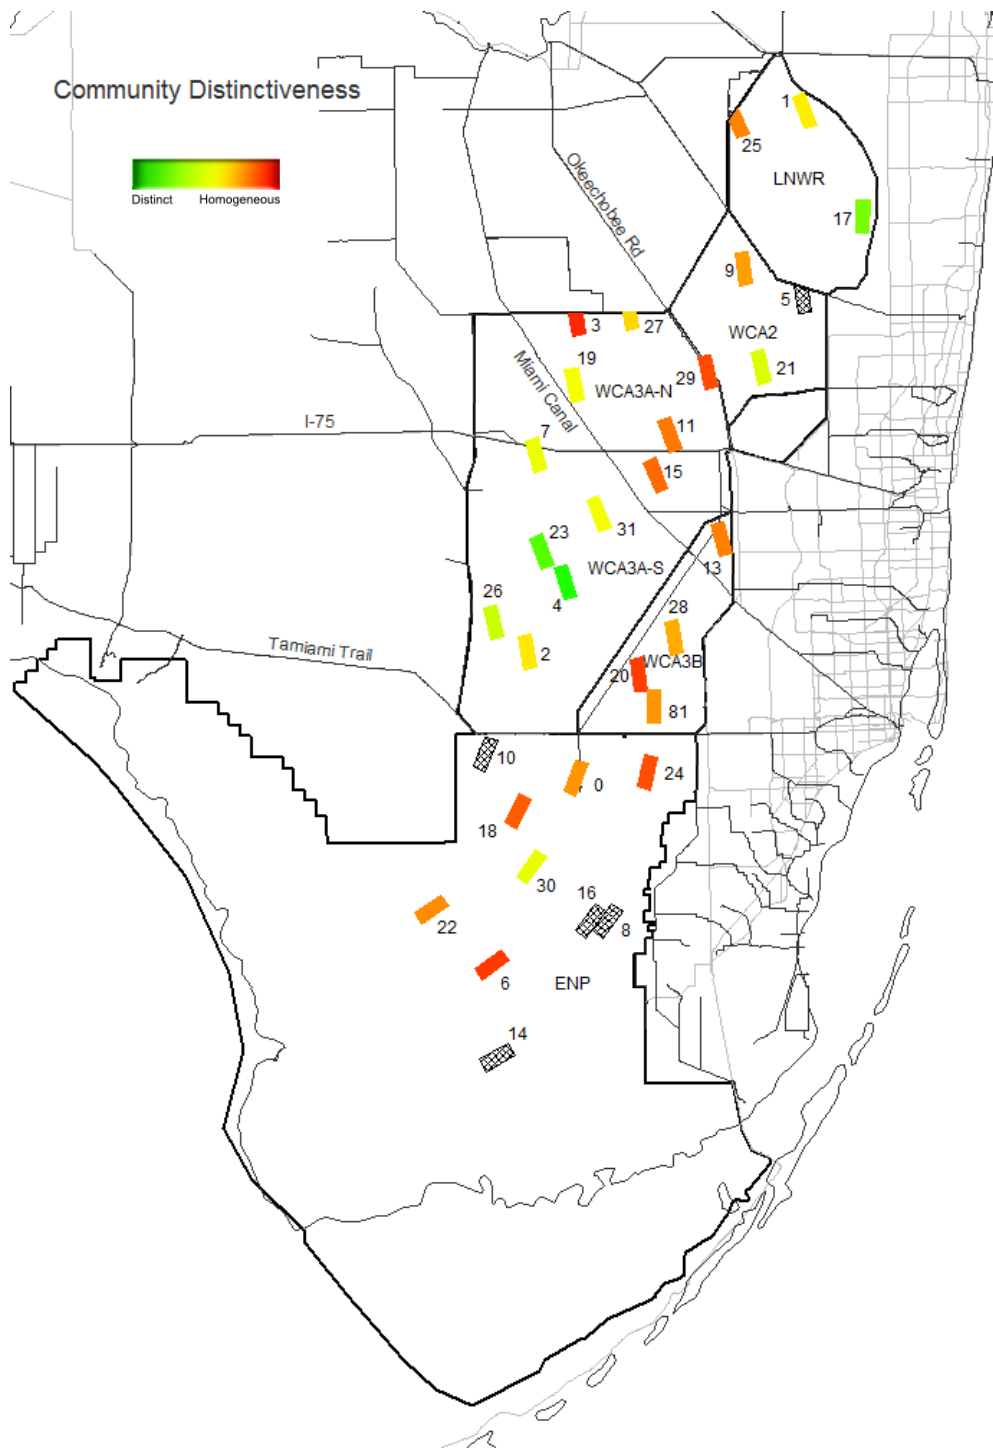 Community Distinctiveness
Distinct Homogeneous
1
25
LNWR
17
Okeechobee Rd
9
5
3
27
WCA2
19
Miami Canal
WCA3A-N
29
21
I-75
7
11
15
31
23
WCA3A-S
13
4
26
28
Tamiami Trail
2
WCA3B
20
81
10
0
24
18
30
16
22
8
6
ENP
14